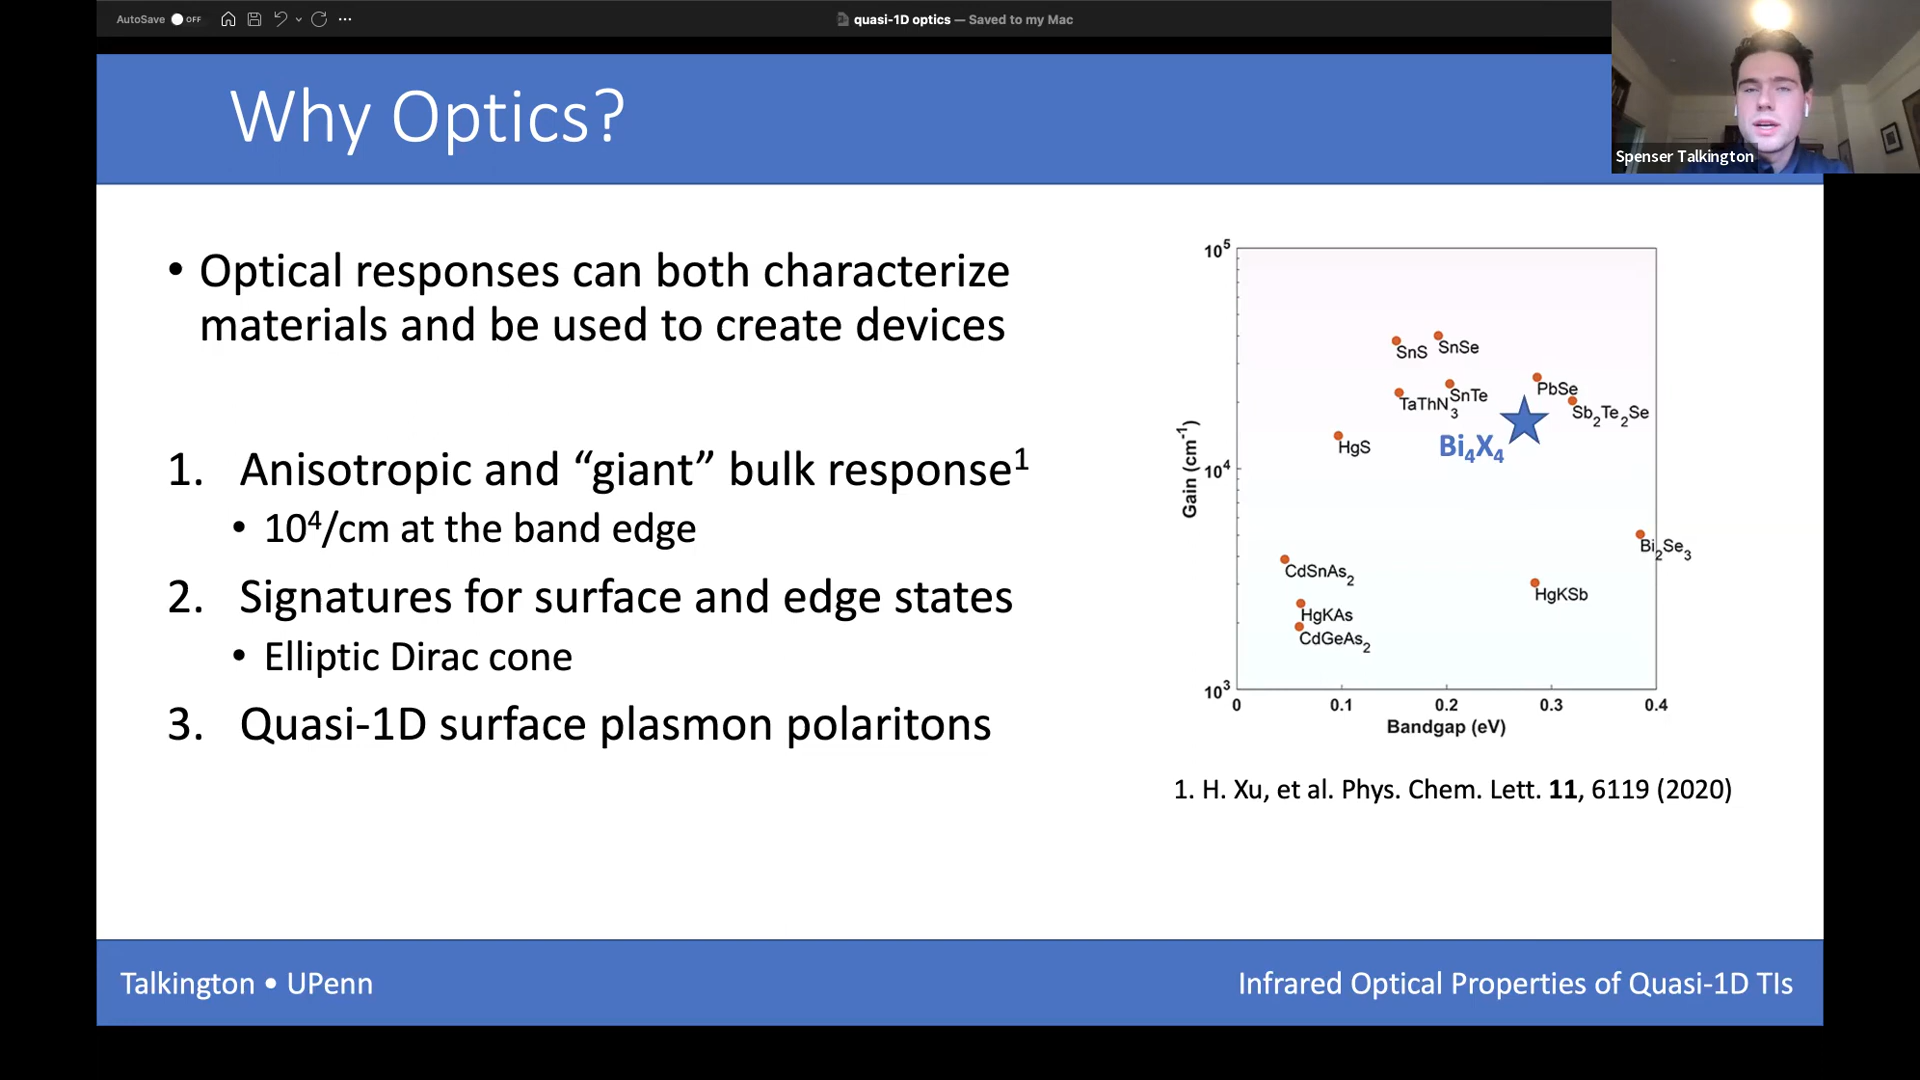 AutoSave OFF
quasi-1D optics — Saved to my Mac
Spenser Talkington
Why Optics?
• Optical responses can both characterize
materials and be used to create devices
1. Anisotropic and “giant” bulk response¹
• 10⁴/cm at the band edge
2. Signatures for surface and edge states
• Elliptic Dirac cone
3. Quasi-1D surface plasmon polaritons
10⁵
SnS
SnSe
PbSe
TaThN₃
SnTe
Sb₂Te₂Se
HgS
Bi₄X₄
10⁴
Gain (cm⁻¹)
Bi₂Se₃
CdSnAs₂
HgKSb
HgKAs
CdGeAs₂
10³
0 0.1 0.2 0.3 0.4
Bandgap (eV)
1. H. Xu, et al. Phys. Chem. Lett. 11, 6119 (2020)
Talkington • UPenn
Infrared Optical Properties of Quasi-1D TIs